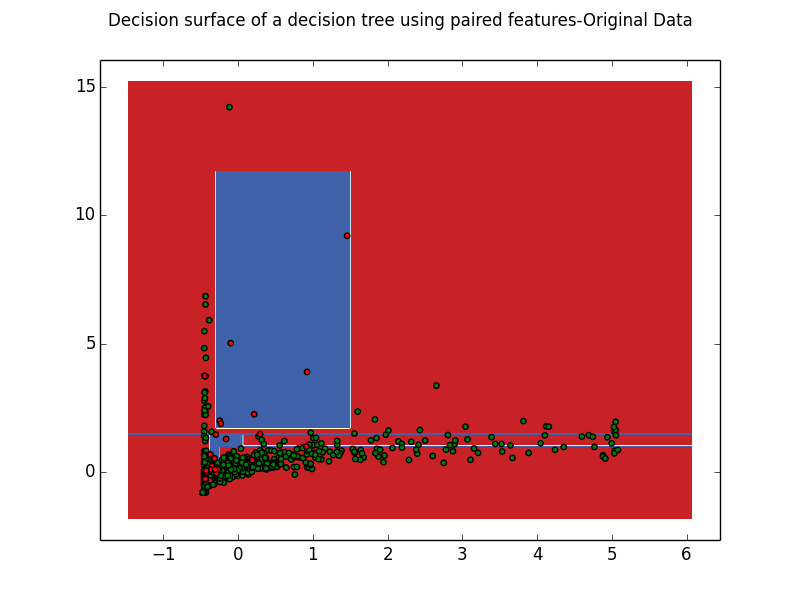 Decision surface of a decision tree using paired features-Original Data
15
10
5
0
−1 0 1 2 3 4 5 6